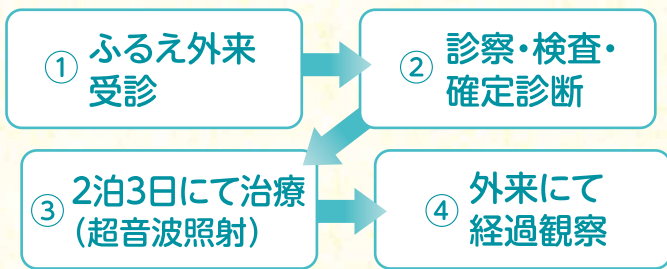 ① ふるえ外来
受診
② 診察・検査・
確定診断
③ 2泊3日にて治療
（超音波照射）
④ 外来にて
経過観察